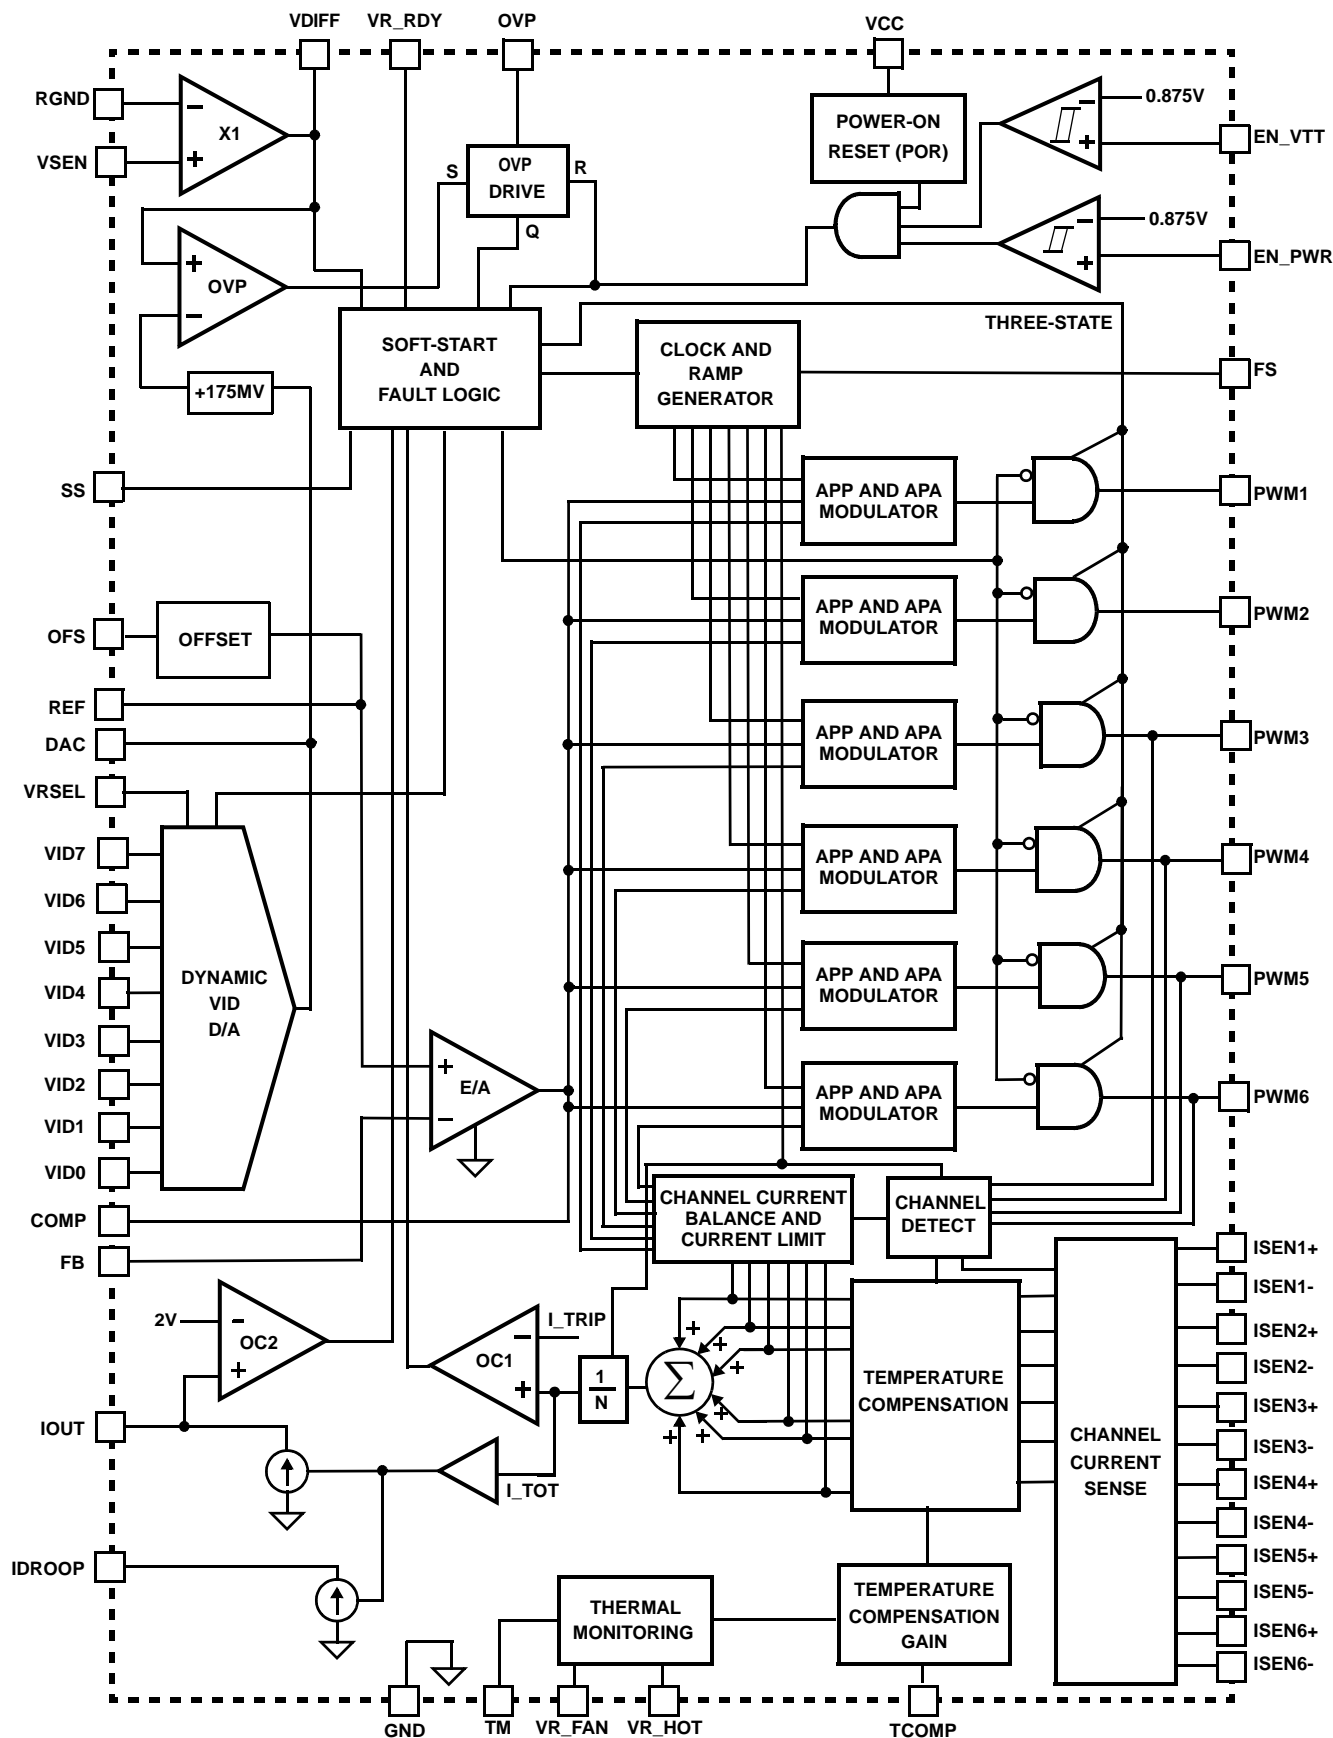 VDIFF VR_RDY OVP VCC
RGND
VSEN
−
X1
+
POWER-ON
RESET (POR)
−
0.875V
+
EN_VTT
S
OVP
DRIVE
R
Q
−
0.875V
+
EN_PWR
+
OVP
−
+175MV
SOFT-START
AND
FAULT LOGIC
THREE-STATE
CLOCK AND
RAMP
GENERATOR
FS
SS
APP AND APA
MODULATOR
PWM1
APP AND APA
MODULATOR
PWM2
OFS
OFFSET
REF
DAC
APP AND APA
MODULATOR
PWM3
VRSEL
VID7
VID6
VID5
VID4
VID3
VID2
VID1
VID0
DYNAMIC
VID
D/A
APP AND APA
MODULATOR
PWM4
APP AND APA
MODULATOR
PWM5
+
E/A
−
APP AND APA
MODULATOR
PWM6
COMP
FB
CHANNEL CURRENT
BALANCE AND
CURRENT LIMIT
CHANNEL
DETECT
2V
−
OC2
+
I_TRIP
−
OC1
+
1
N
Σ
+
+
+
+
+
+
TEMPERATURE
COMPENSATION
CHANNEL
CURRENT
SENSE
ISEN1+
ISEN1-
ISEN2+
ISEN2-
ISEN3+
ISEN3-
ISEN4+
ISEN4-
ISEN5+
ISEN5-
ISEN6+
ISEN6-
IOUT
I_TOT
IDROOP
THERMAL
MONITORING
TEMPERATURE
COMPENSATION
GAIN
GND TM VR_FAN VR_HOT TCOMP